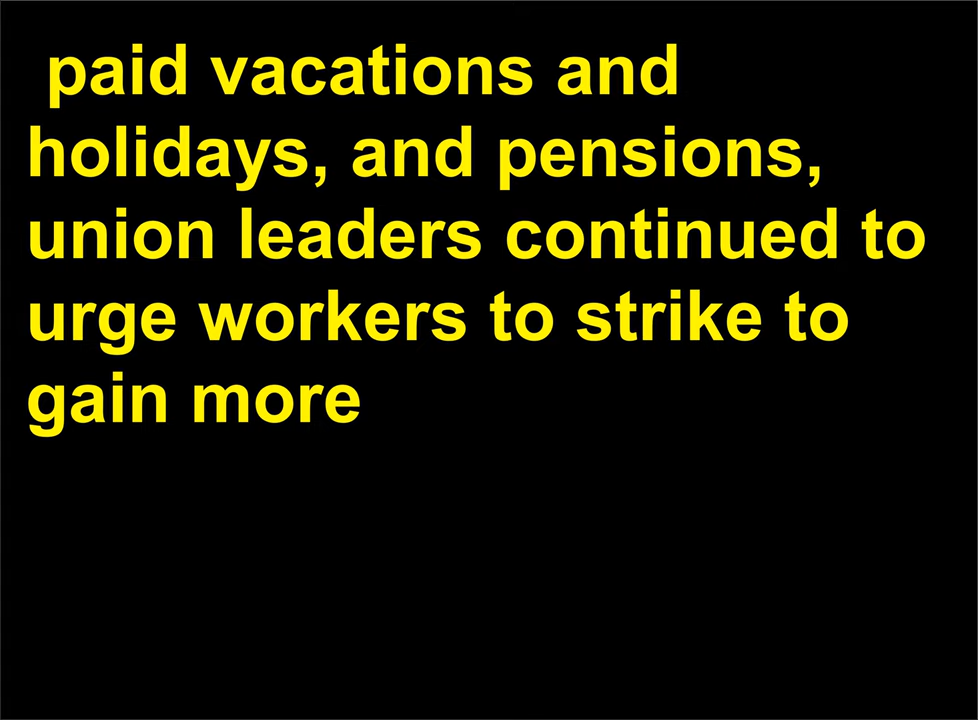 paid vacations and
holidays, and pensions,
union leaders continued to
urge workers to strike to
gain more